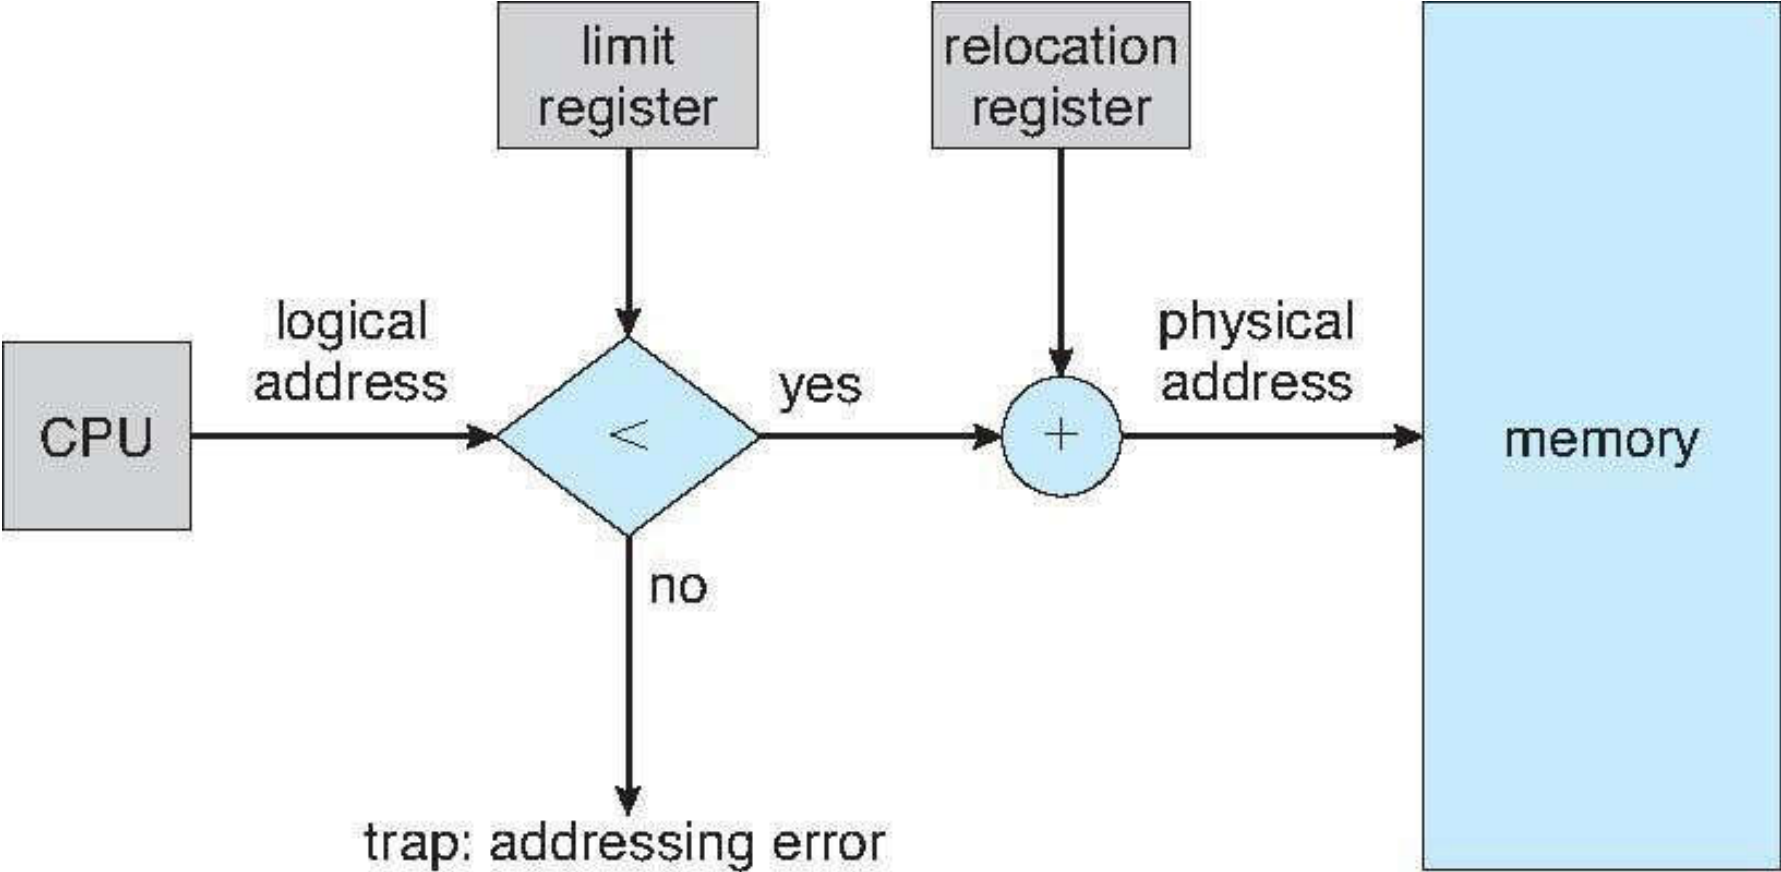 limit
register
relocation
register
logical
address
physical
address
CPU
<
yes
+
memory
no
trap: addressing error